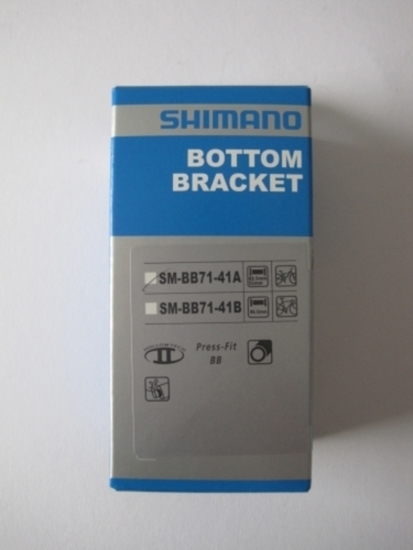 SHIMANO
BOTTOM
BRACKET
SM-BB71-41A
SM-BB71-41B
Press-Fit
BB